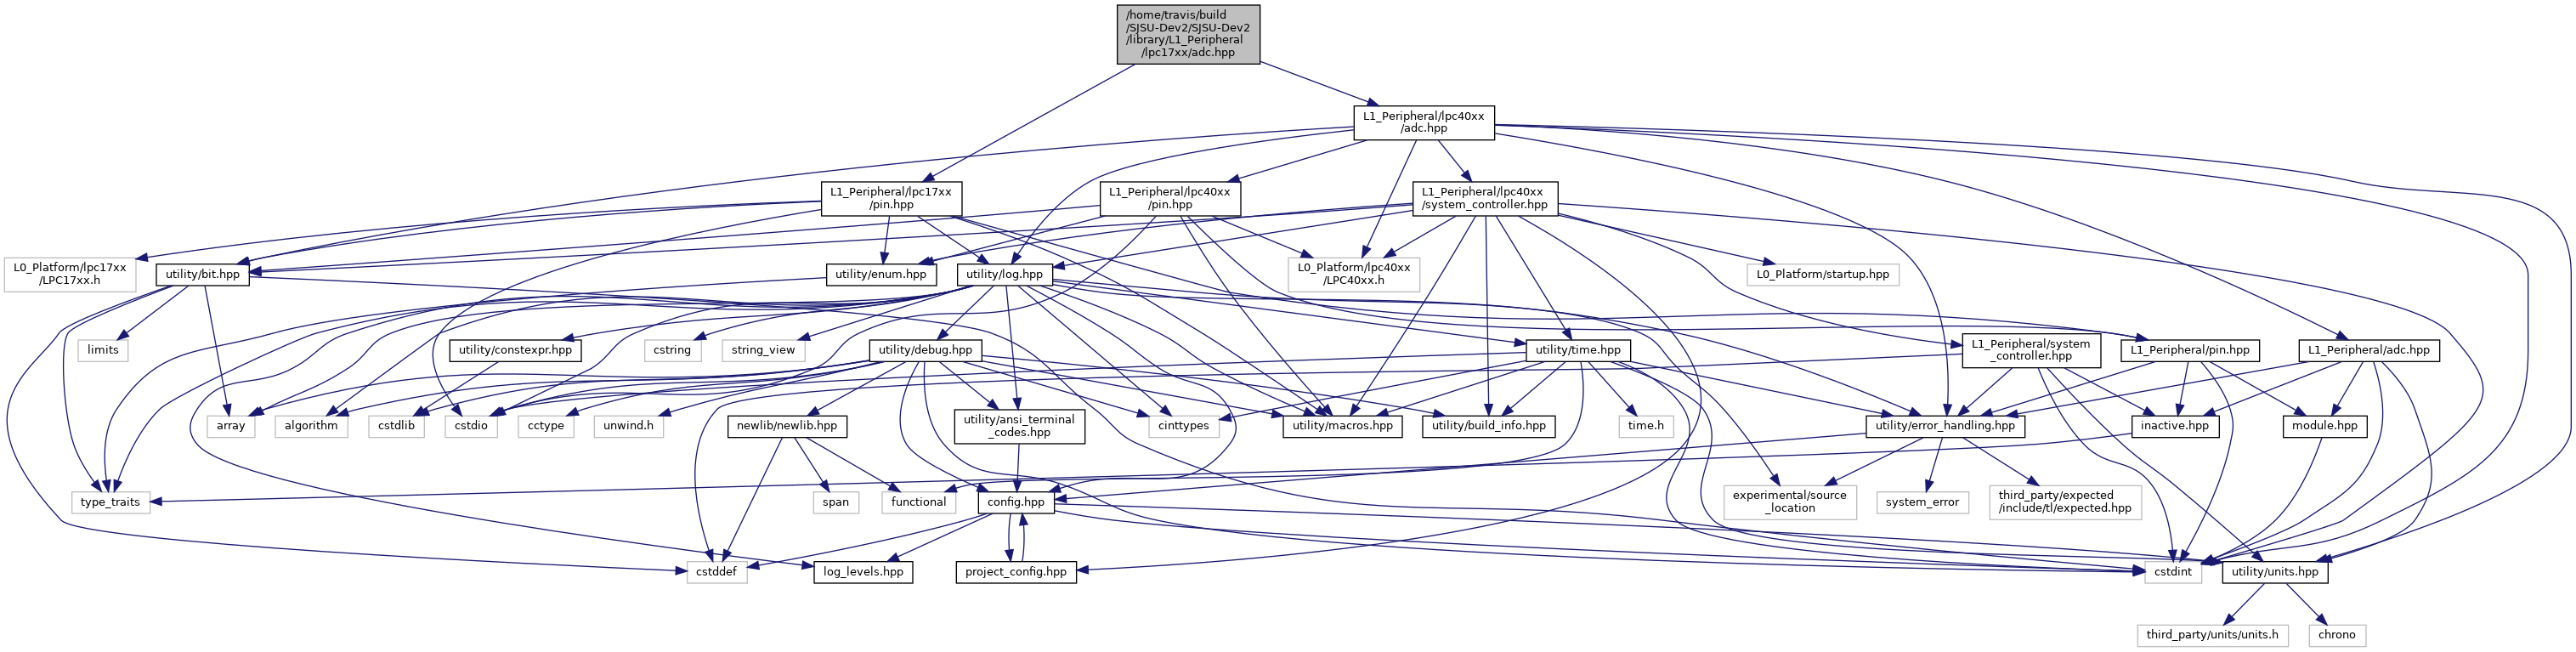 /home/travis/build
/SJSU-Dev2/SJSU-Dev2
/library/L1_Peripheral
/lpc17xx/adc.hpp
L1_Peripheral/lpc40xx
/adc.hpp
L1_Peripheral/lpc17xx
/pin.hpp
L1_Peripheral/lpc40xx
/pin.hpp
L1_Peripheral/lpc40xx
/system_controller.hpp
L0_Platform/lpc17xx
/LPC17xx.h
utility/bit.hpp
utility/enum.hpp
utility/log.hpp
L0_Platform/lpc40xx
/LPC40xx.h
L0_Platform/startup.hpp
limits
utility/constexpr.hpp
cstring
string_view
utility/debug.hpp
utility/time.hpp
L1_Peripheral/system
_controller.hpp
L1_Peripheral/pin.hpp
L1_Peripheral/adc.hpp
array
algorithm
cstdlib
cstdio
cctype
unwind.h
newlib/newlib.hpp
utility/ansi_terminal
_codes.hpp
cinttypes
utility/macros.hpp
utility/build_info.hpp
time.h
utility/error_handling.hpp
inactive.hpp
module.hpp
type_traits
span
functional
config.hpp
experimental/source
_location
system_error
third_party/expected
/include/tl/expected.hpp
cstddef
log_levels.hpp
project_config.hpp
cstdint
utility/units.hpp
third_party/units/units.h
chrono